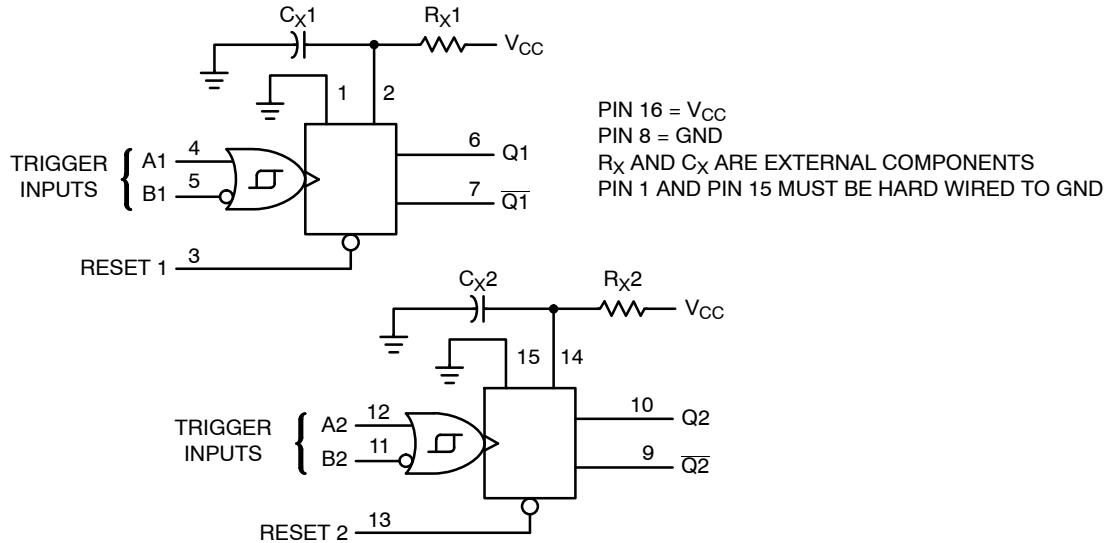 CX1
RX1
VCC
1
2
TRIGGER
INPUTS
A1
4
B1
5
6
Q1
7
Q1
RESET 1
3
PIN 16 = VCC
PIN 8 = GND
RX AND CX ARE EXTERNAL COMPONENTS
PIN 1 AND PIN 15 MUST BE HARD WIRED TO GND
CX2
RX2
VCC
15
14
TRIGGER
INPUTS
A2
12
B2
11
10
Q2
9
Q2
RESET 2
13